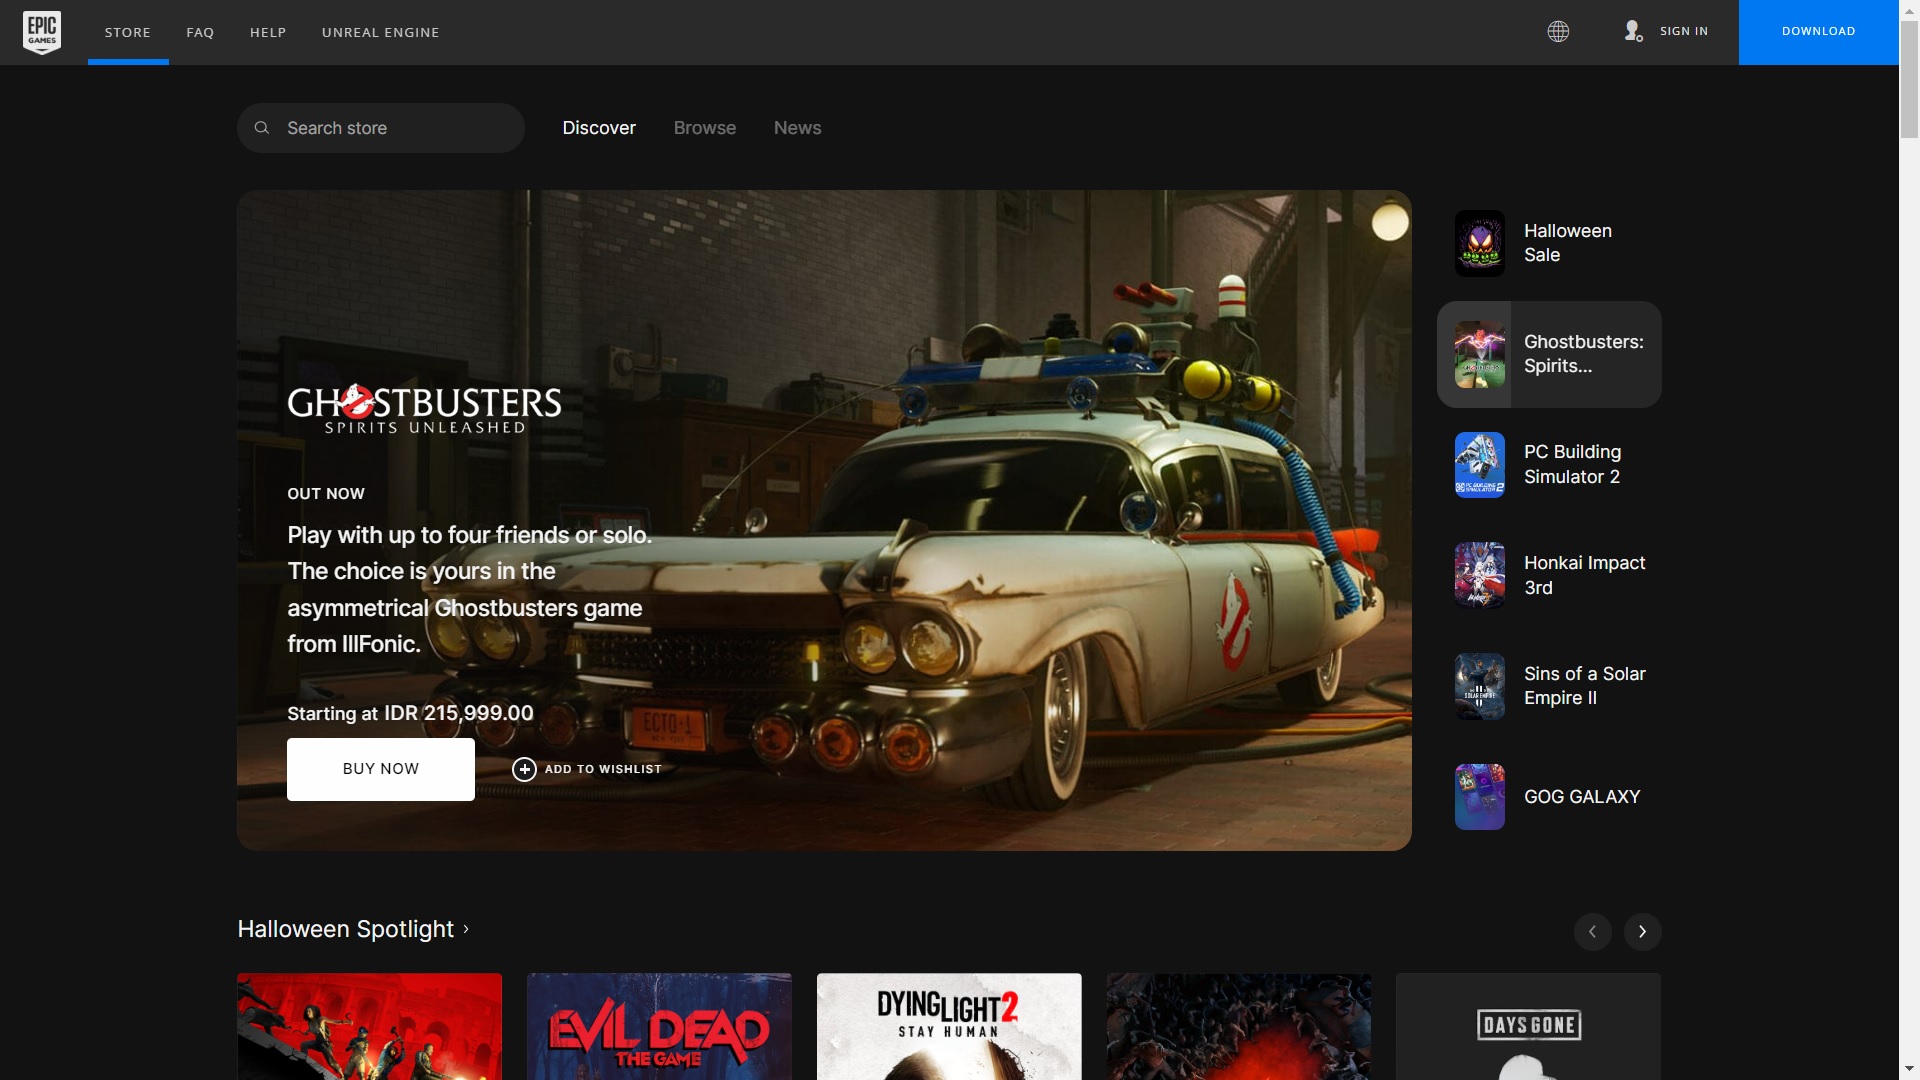 EPIC
GAMES
STORE
FAQ
HELP
UNREAL ENGINE
SIGN IN
DOWNLOAD
Search store
Discover
Browse
News
GHOSTBUSTERS
SPIRITS UNLEASHED
OUT NOW
Play with up to four friends or solo.
The choice is yours in the
asymmetrical Ghostbusters game
from IllFonic.
Starting at IDR 215,999.00
BUY NOW
ADD TO WISHLIST
ECTO-1
Halloween
Sale
Ghostbusters:
Spirits...
PC Building
Simulator 2
Honkai Impact
3rd
Sins of a Solar
Empire II
GOG GALAXY
Halloween Spotlight
EVIL DEAD
THE GAME
DYING LIGHT 2
STAY HUMAN
DAYS GONE